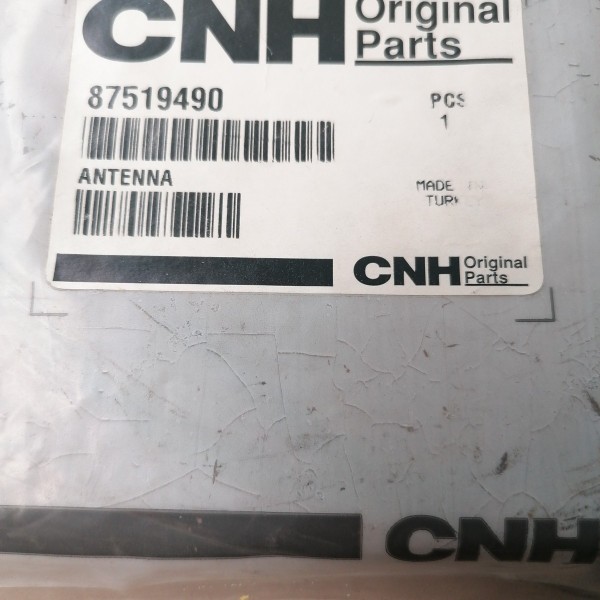 CNH Original
Parts
87519490
PCS
1
ANTENNA
MADE
CNH Original
Parts
CNH